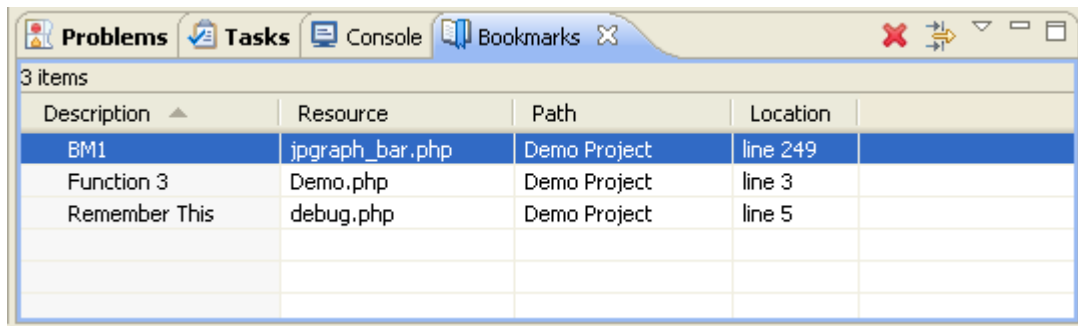 Problems Tasks Console Bookmarks
3 items
Description Resource Path Location
BM1 jpgraph_bar.php Demo Project line 249
Function 3 Demo.php Demo Project line 3
Remember This debug.php Demo Project line 5